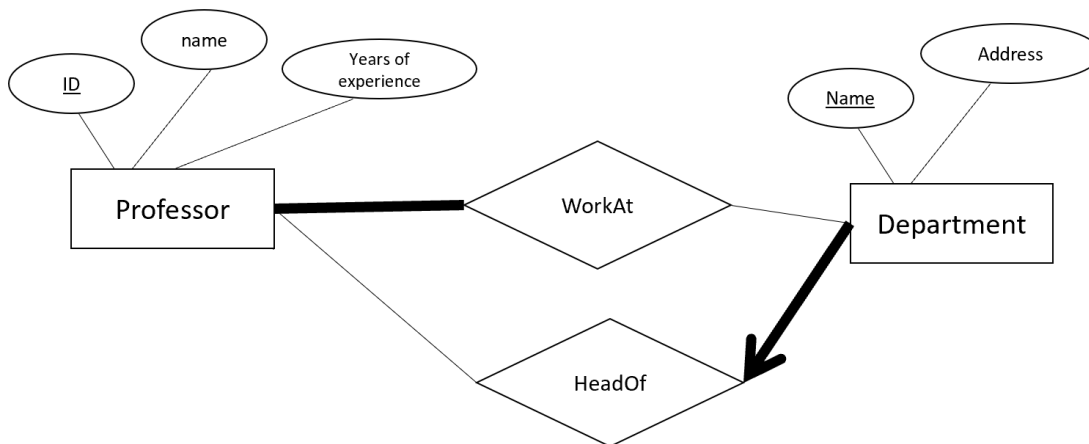 name
Years of
experience
ID
Address
Name
Professor
WorkAt
Department
HeadOf